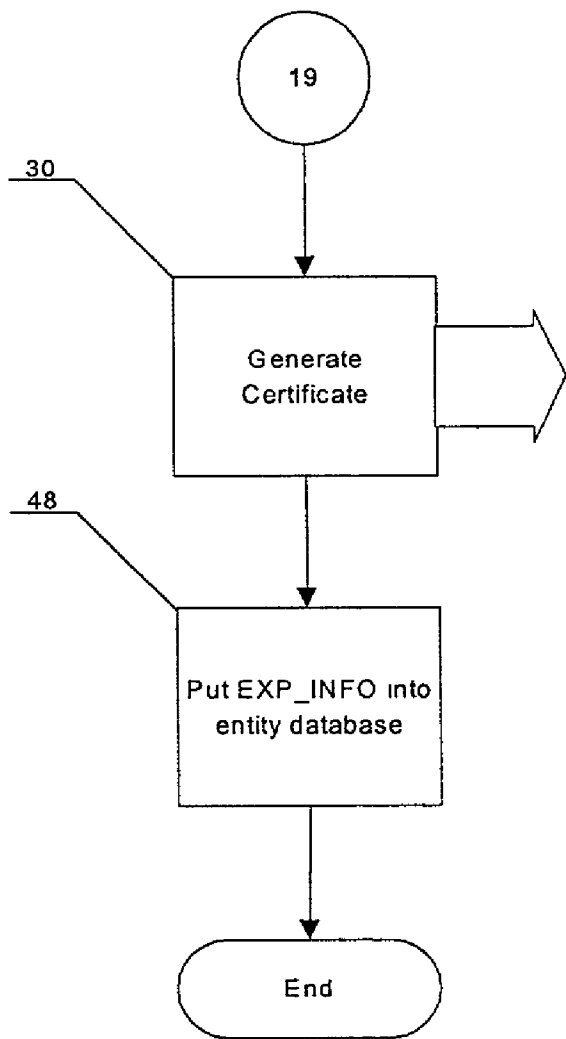 19
30
Generate
Certificate
48
Put EXP_INFO into
entity database
End